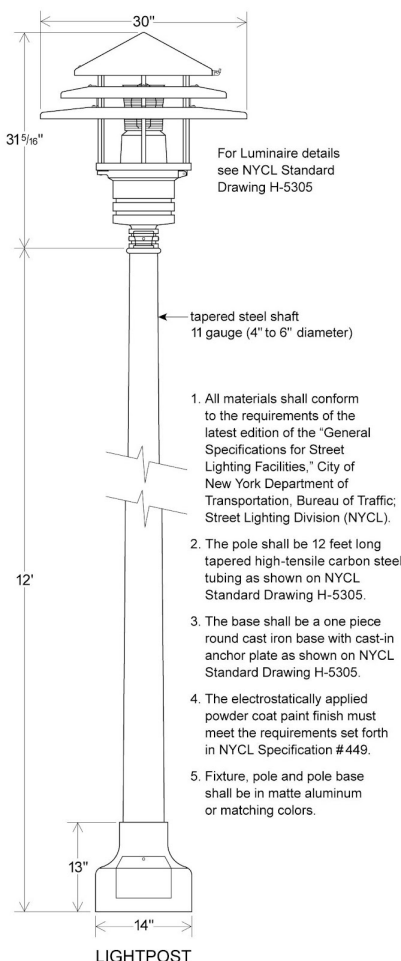 30"
31 5/16"
For Luminaire details
see NYCL Standard
Drawing H-5305
tapered steel shaft
11 gauge (4" to 6" diameter)
1. All materials shall conform
to the requirements of the
latest edition of the “General
Specifications for Street
Lighting Facilities,” City of
New York Department of
Transportation, Bureau of Traffic;
Street Lighting Division (NYCL).
2. The pole shall be 12 feet long
tapered high-tensile carbon steel
tubing as shown on NYCL
Standard Drawing H-5305.
12'
3. The base shall be a one piece
round cast iron base with cast-in
anchor plate as shown on NYCL
Standard Drawing H-5305.
4. The electrostatically applied
powder coat paint finish must
meet the requirements set forth
in NYCL Specification #449.
5. Fixture, pole and pole base
shall be in matte aluminum
or matching colors.
13"
14"
LIGHTPOST